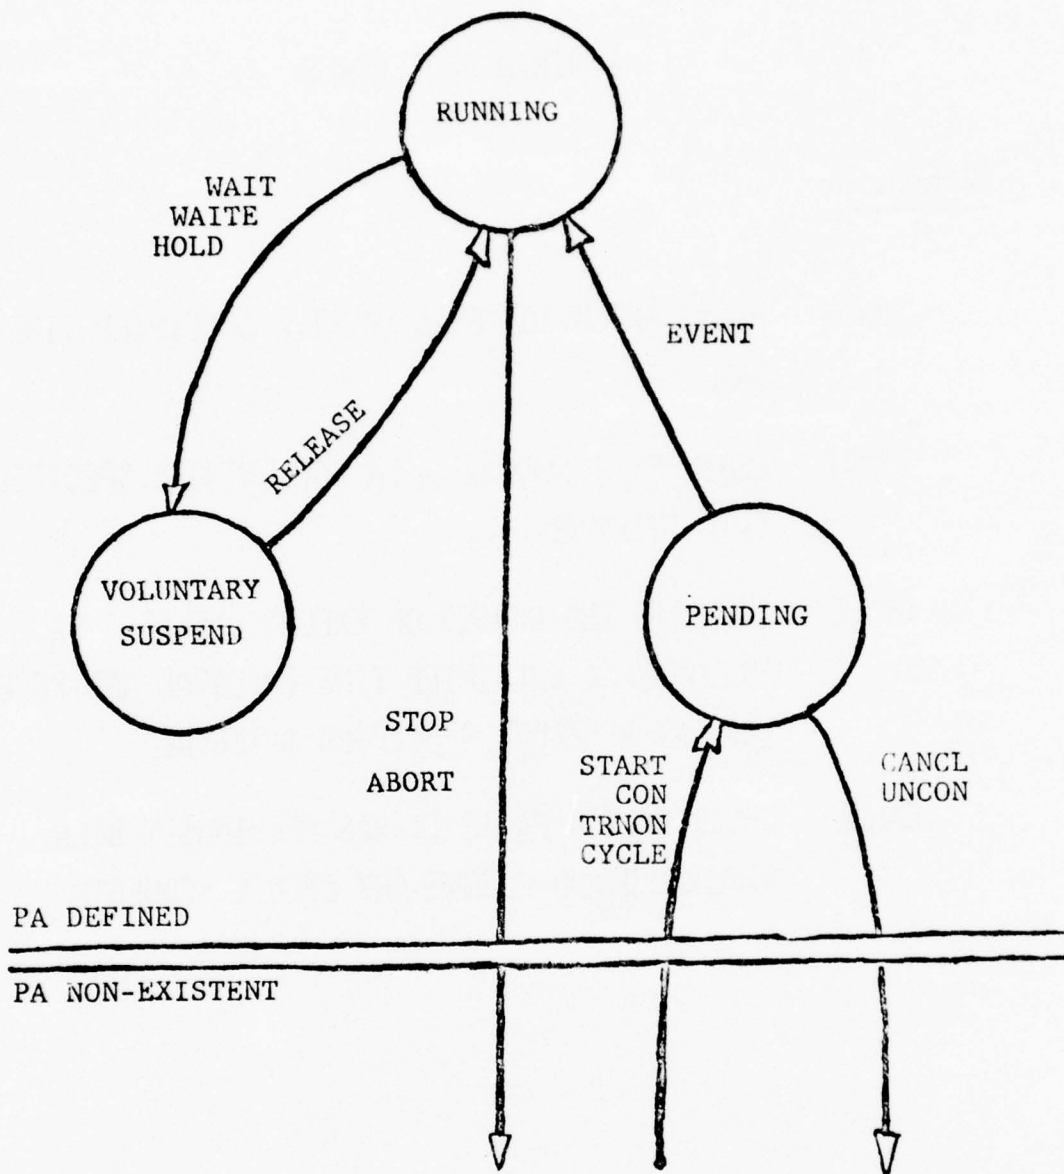 RUNNING
WAIT
WAITE
HOLD
EVENT
RELEASE
VOLUNTARY
SUSPEND
PENDING
STOP
ABORT
START
CON
TRNON
CYCLE
CANCL
UNCON
PA DEFINED
PA NON-EXISTENT